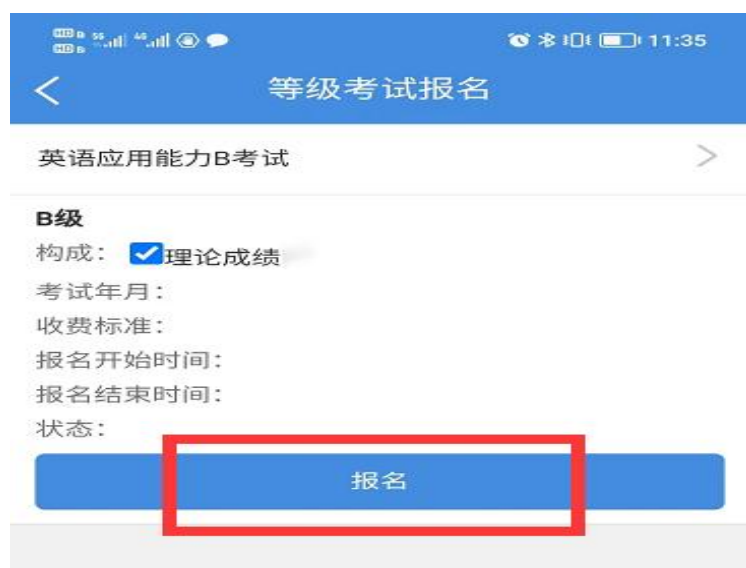 11:35
等级考试报名
英语应用能力B考试
B级
构成：理论成绩
考试年月：
收费标准：
报名开始时间：
报名结束时间：
状态：
报名